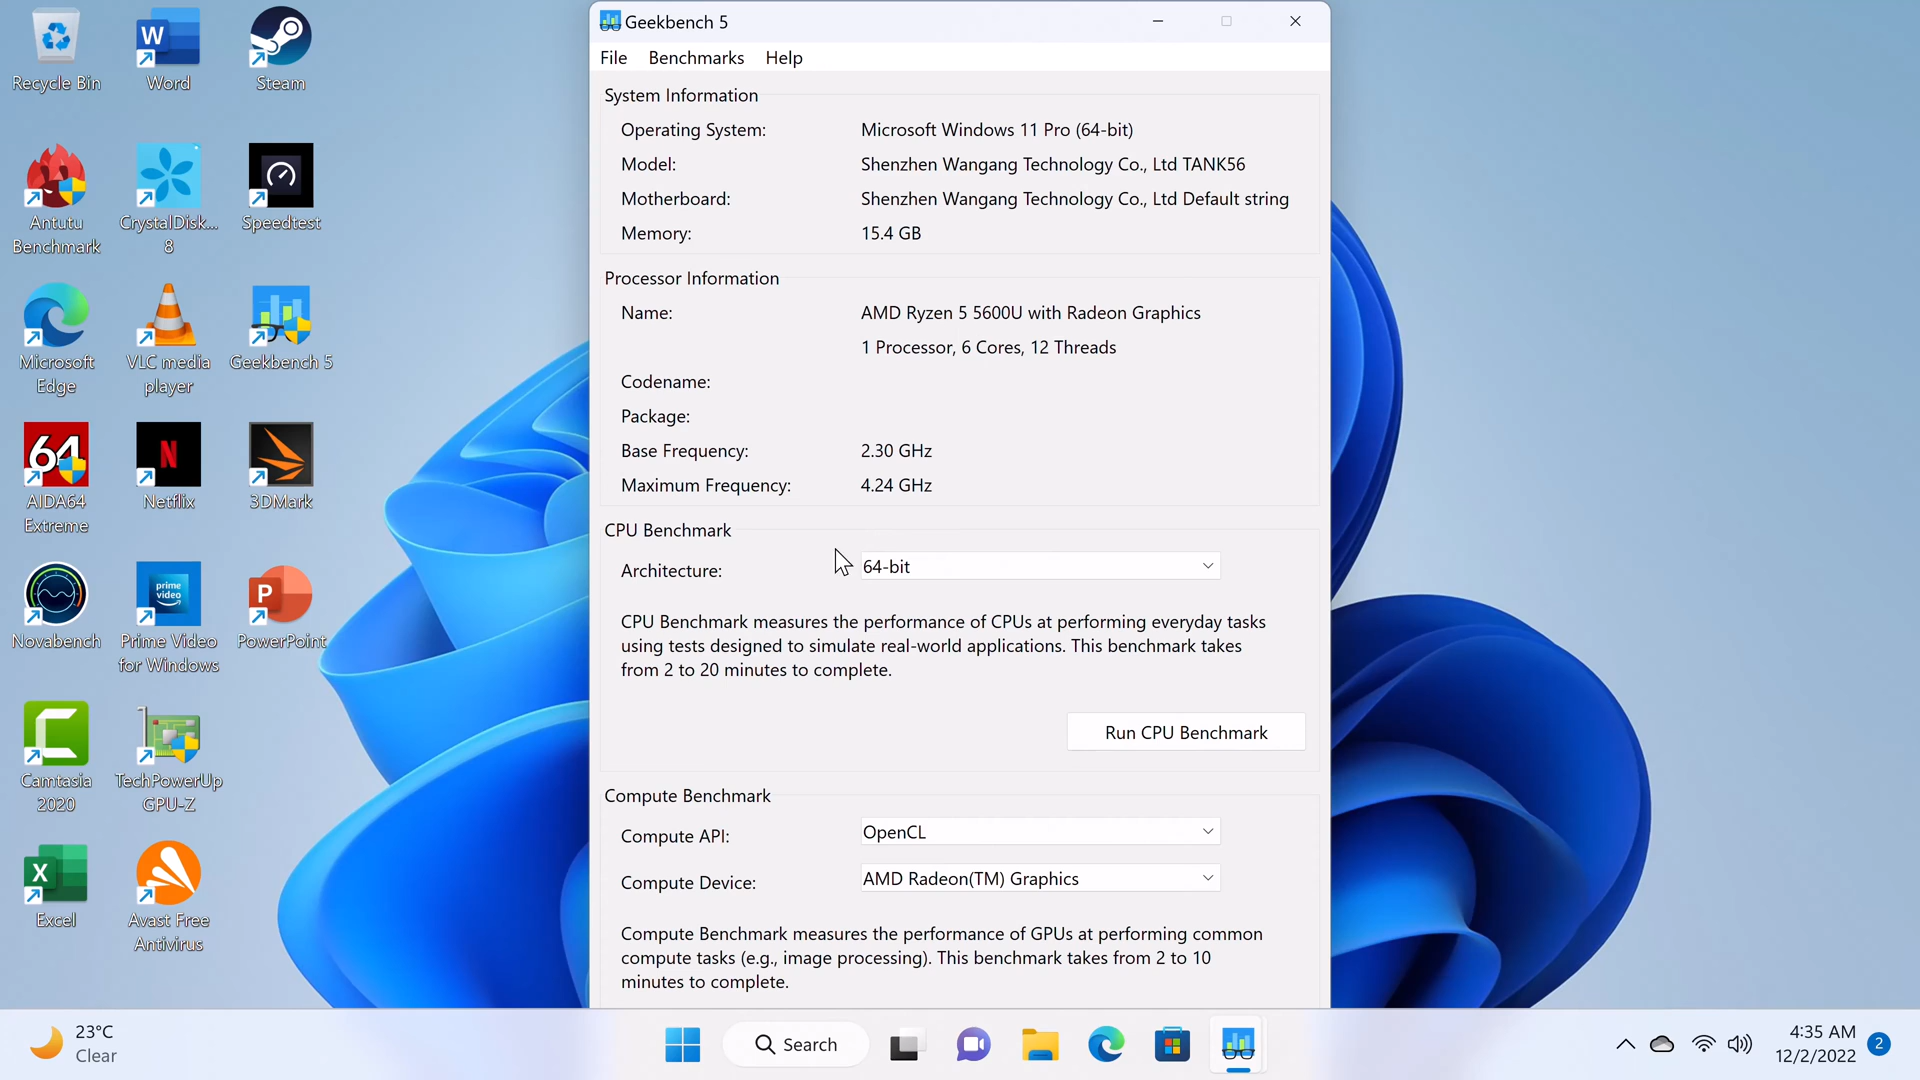 Recycle Bin
Word
Steam
Antutu
Benchmark
CrystalDisk...
8
Speedtest
Microsoft
Edge
VLC media
player
Geekbench 5
64
AIDA64
Extreme
N
Netflix
3DMark
Novabench
prime
video
Prime Video
for Windows
P
PowerPoint
C
Camtasia
2020
TechPowerUp
GPU-Z
X
Excel
Avast Free
Antivirus
W
Geekbench 5
File Benchmarks Help
System Information
Operating System: Microsoft Windows 11 Pro (64-bit)
Model: Shenzhen Wangang Technology Co., Ltd TANK56
Motherboard: Shenzhen Wangang Technology Co., Ltd Default string
Memory: 15.4 GB
Processor Information
Name: AMD Ryzen 5 5600U with Radeon Graphics
1 Processor, 6 Cores, 12 Threads
Codename:
Package:
Base Frequency: 2.30 GHz
Maximum Frequency: 4.24 GHz
CPU Benchmark
Architecture: 64-bit
CPU Benchmark measures the performance of CPUs at performing everyday tasks
using tests designed to simulate real-world applications. This benchmark takes
from 2 to 20 minutes to complete.
Run CPU Benchmark
Compute Benchmark
Compute API: OpenCL
Compute Device: AMD Radeon(TM) Graphics
Compute Benchmark measures the performance of GPUs at performing common
compute tasks (e.g., image processing). This benchmark takes from 2 to 10
minutes to complete.
23°C
Clear
Search
4:35 AM
12/2/2022
2